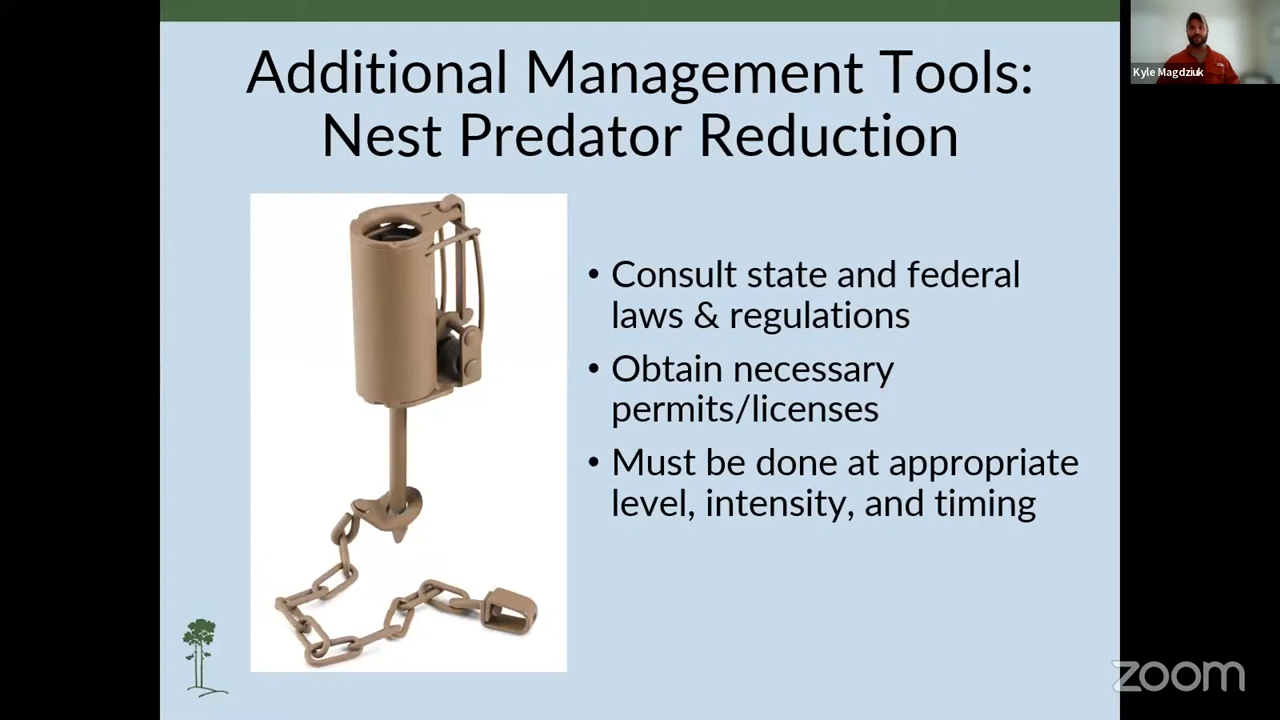 Additional Management Tools:
Nest Predator Reduction
• Consult state and federal
laws & regulations
• Obtain necessary
permits/licenses
• Must be done at appropriate
level, intensity, and timing
Kyle Magdziuk
zoom